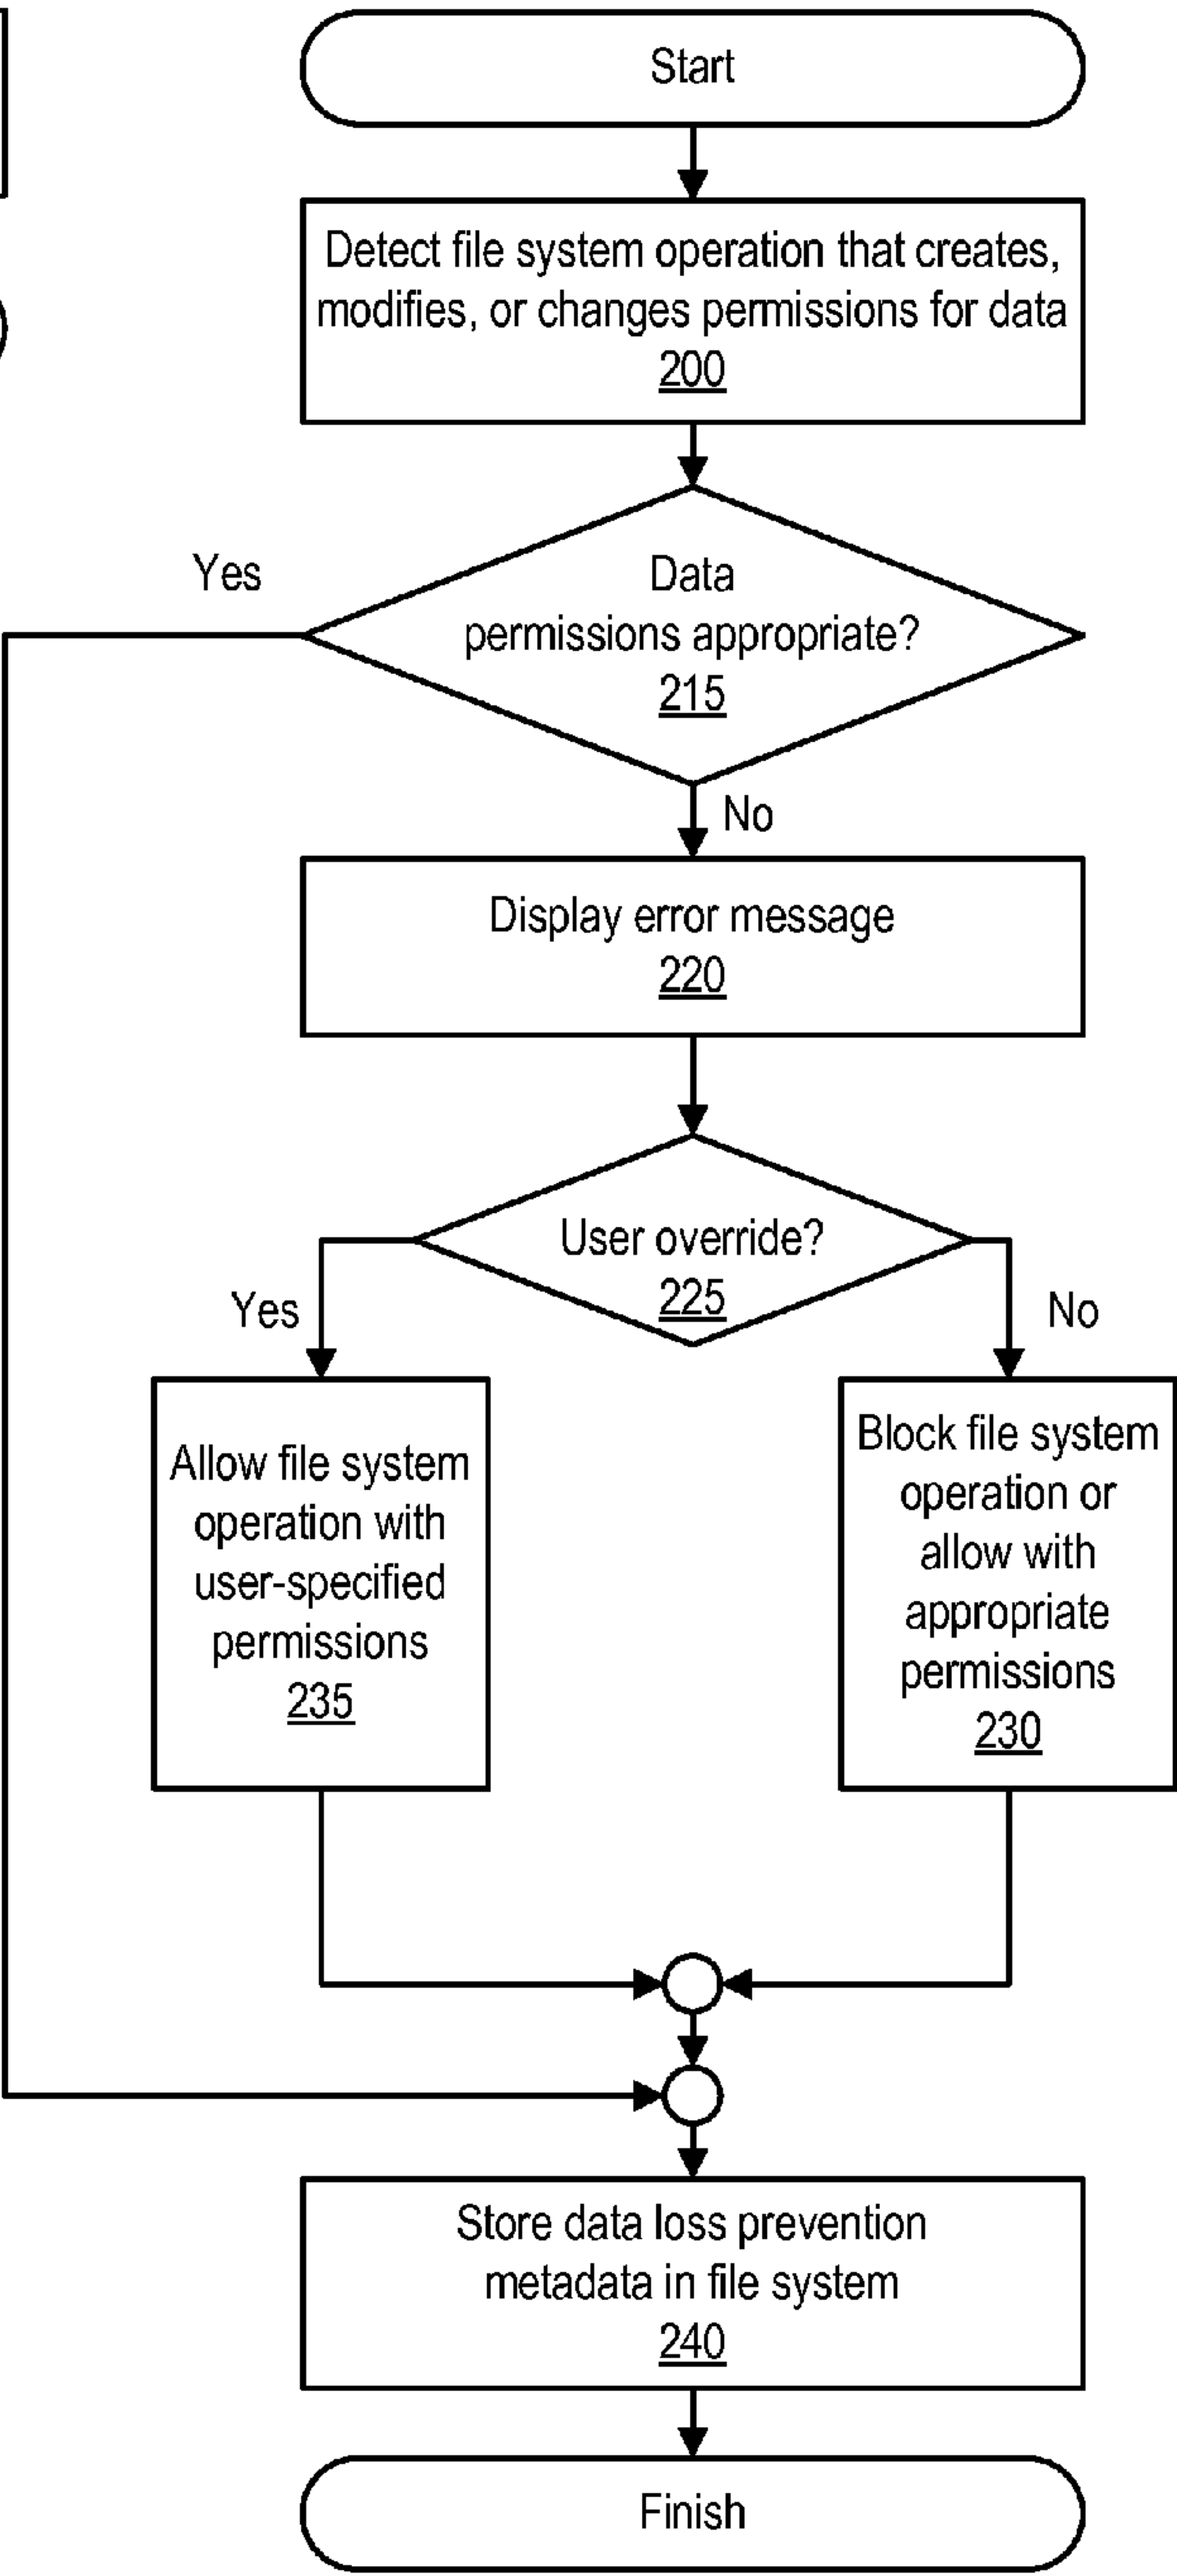 Start
Detect file system operation that creates,
modifies, or changes permissions for data
200
Yes
Data
permissions appropriate?
215
No
Display error message
220
User override?
225
Yes
No
Allow file system
operation with
user-specified
permissions
235
Block file system
operation or
allow with
appropriate
permissions
230
Store data loss prevention
metadata in file system
240
Finish